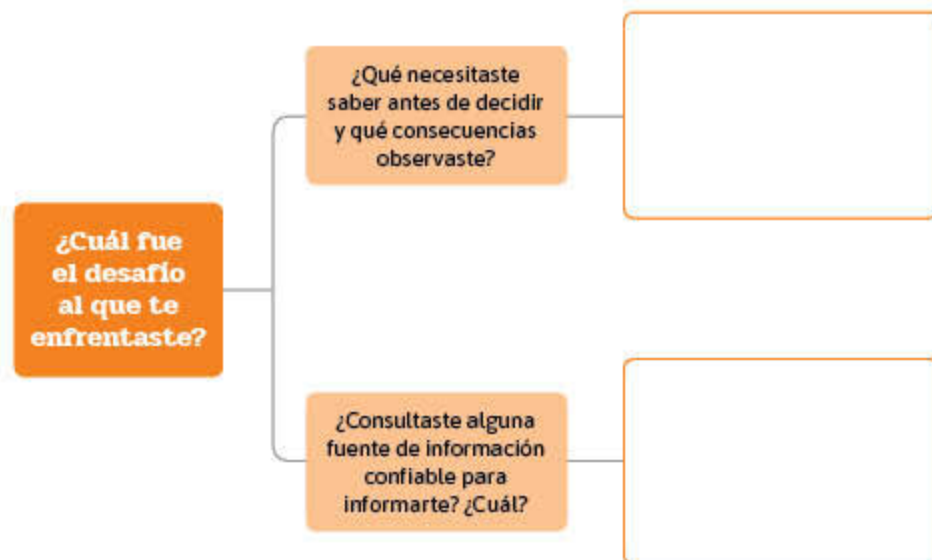 ¿Cuál fue
el desafío
al que te
enfrentaste?
¿Qué necesitaste
saber antes de decidir
y qué consecuencias
observaste?
¿Consultaste alguna
fuente de información
confiable para
informarte? ¿Cuál?